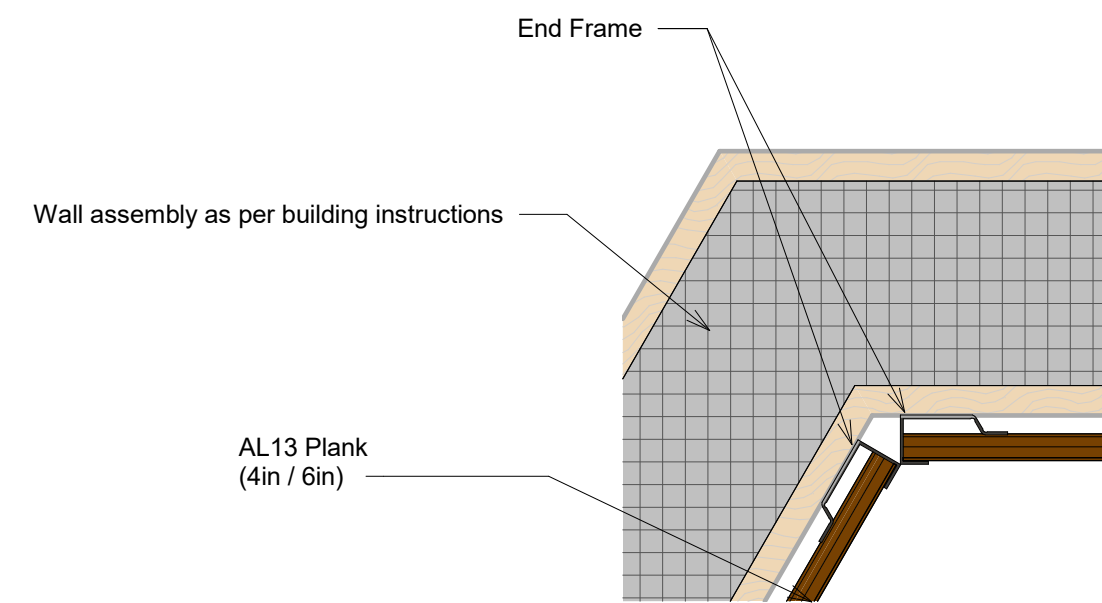 End Frame
Wall assembly as per building instructions
AL13 Plank
(4in / 6in)